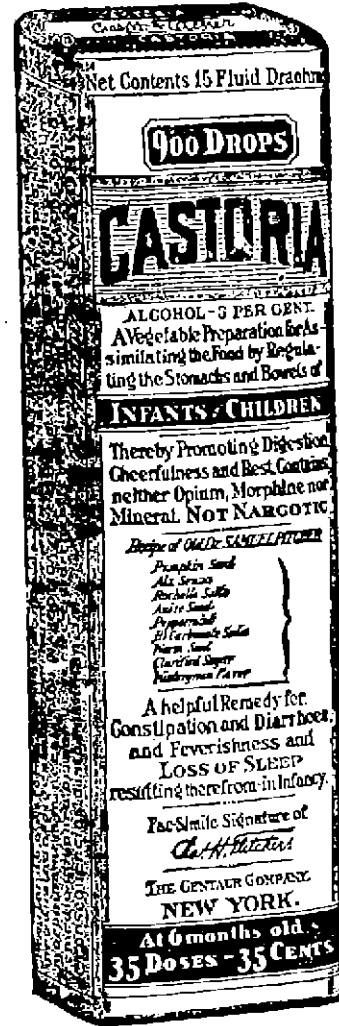 Net Contents 15 Fluid Drachm
900 DROPS
CASTORIA
ALCOHOL-3 PER CENT.
A Vegetable Preparation for As-
similating the Food by Regula-
ting the Stomachs and Bowels of
INFANTS & CHILDREN
Thereby Promoting Digestion
Cheerfulness and Rest. Contains
neither Opium, Morphine nor
Mineral. NOT NARCOTIC
Recipe of Old Dr. SAMUEL PITCHER
Pumpkin Seed
Alx. Senna
Rochelle Salts
Anise Seed
Peppermint
Bi Carbonate Soda
Worm Seed
Clarified Sugar
Wintergreen Flavor
A helpful Remedy for
Constipation and Diarrhoea,
and Feverishness and
LOSS OF SLEEP
resulting therefrom in Infancy.
Fac-Simile Signature of
Chas. H. Fletcher
THE CENTAUR COMPANY.
NEW YORK.
At 6 months old
35 DOSES - 35 CENTS